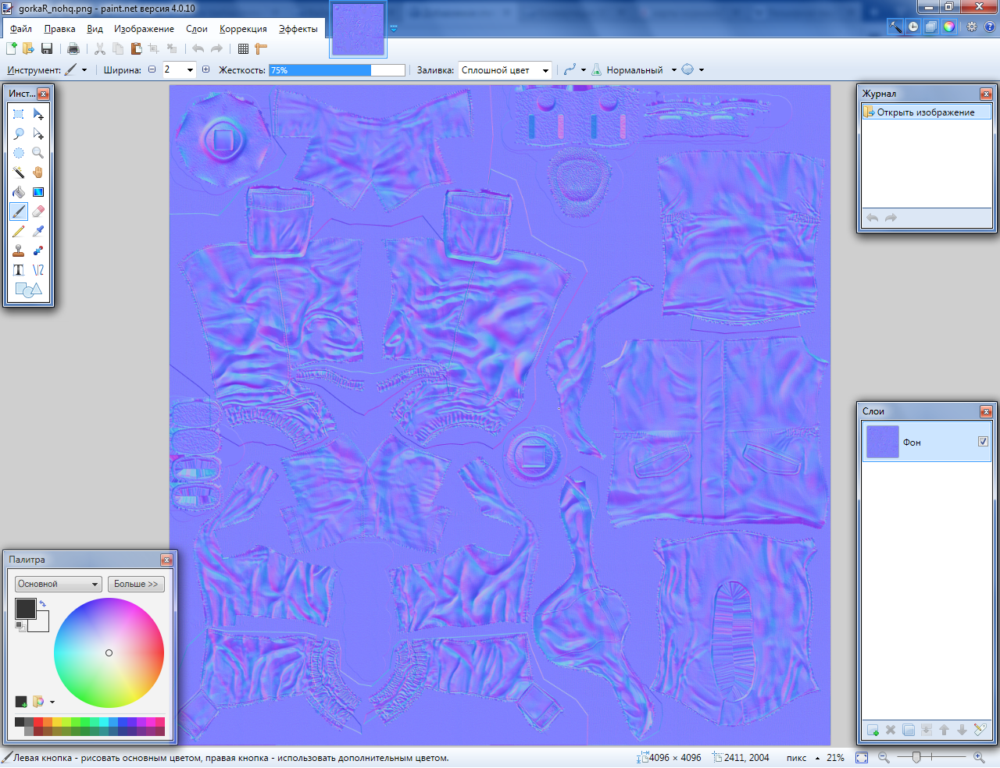 gorkaR_nohq.png - paint.net версия 4.0.10
Файл Правка Вид Изображение Слои Коррекция Эффекты
Инструмент: Ширина: 2 Жесткость: 75% Заливка: Сплошной цвет Нормальный
Инст...
Журнал
Открыть изображение
Слои
Фон
Палитра
Основной Больше >>
Левая кнопка - рисовать основным цветом, правая кнопка - использовать дополнительным цветом. 4096 × 4096 2411, 2004 пикс 21%